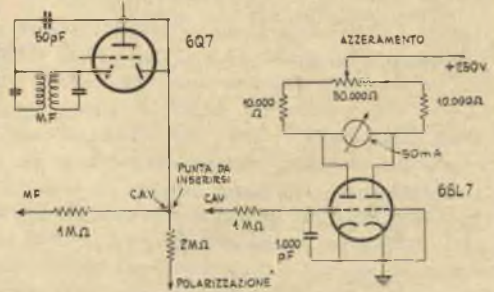 6Q7
50pF
MF
AZZERAMENTO
+250V.
10.000
Ω
50.000Ω
10.000Ω
50mA
PUNTA DA
INSERIRSI
MF
C.A.V
CAV
6SL7
1MΩ
1MΩ
2MΩ
1.000
pF
POLARIZZAZIONE